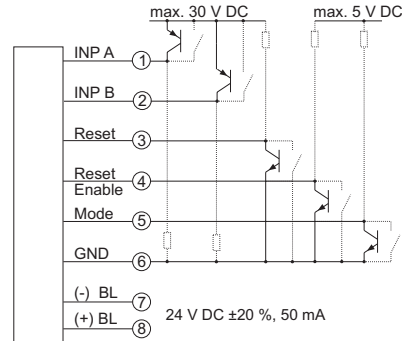 max. 30 V DC
max. 5 V DC
INP A
1
INP B
2
Reset
3
Reset
Enable
4
Mode
5
GND
6
(-) BL
7
24 V DC ±20 %, 50 mA
(+) BL
8